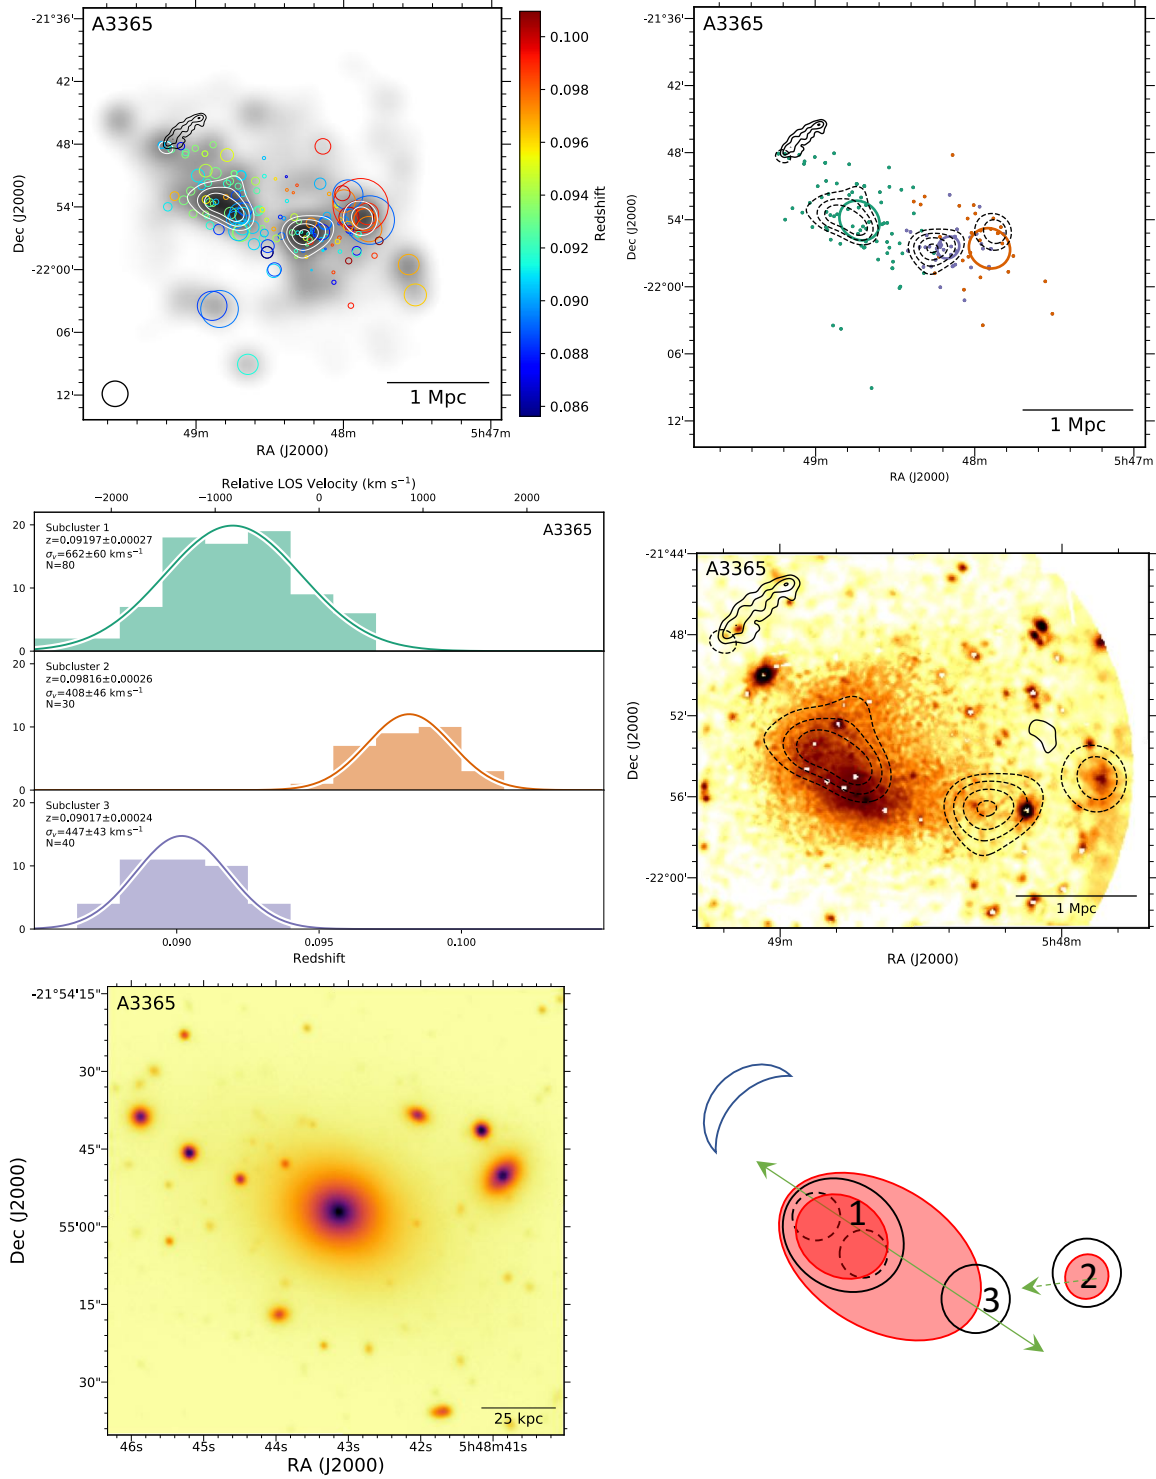 A3365
-21°36'
42'
48'
54'
-22°00'
06'
12'
Dec (J2000)
49m
48m
5h47m
RA (J2000)
1 Mpc
0.100
0.098
0.096
0.094
0.092
0.090
0.088
0.086
Redshift
A3365
-21°36'
42'
48'
54'
-22°00'
06'
12'
Dec (J2000)
49m
48m
5h47m
RA (J2000)
1 Mpc
Relative LOS Velocity (km s⁻¹)
−2000
−1000
0
1000
2000
A3365
Subcluster 1
z=0.09197±0.00027
σᵥ=662±60 km s⁻¹
N=80
20
10
0
Subcluster 2
z=0.09816±0.00026
σᵥ=408±46 km s⁻¹
N=30
20
10
0
Subcluster 3
z=0.09017±0.00024
σᵥ=447±43 km s⁻¹
N=40
20
10
0
0.090
0.095
0.100
Redshift
A3365
-21°44'
48'
52'
56'
-22°00'
Dec (J2000)
49m
5h48m
RA (J2000)
1 Mpc
A3365
-21°54'15"
30"
45"
55'00"
15"
30"
Dec (J2000)
46s
45s
44s
43s
42s
5h48m41s
RA (J2000)
25 kpc
1
2
3